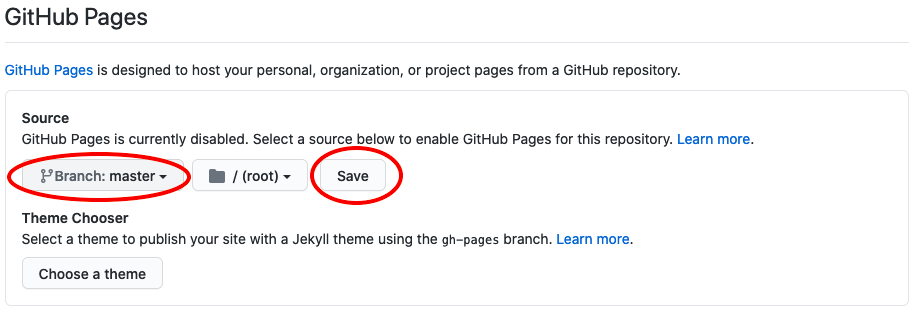 GitHub Pages
GitHub Pages is designed to host your personal, organization, or project pages from a GitHub repository.
Source
GitHub Pages is currently disabled. Select a source below to enable GitHub Pages for this repository. Learn more.
Branch: master / (root) Save
Theme Chooser
Select a theme to publish your site with a Jekyll theme using the gh-pages branch. Learn more.
Choose a theme